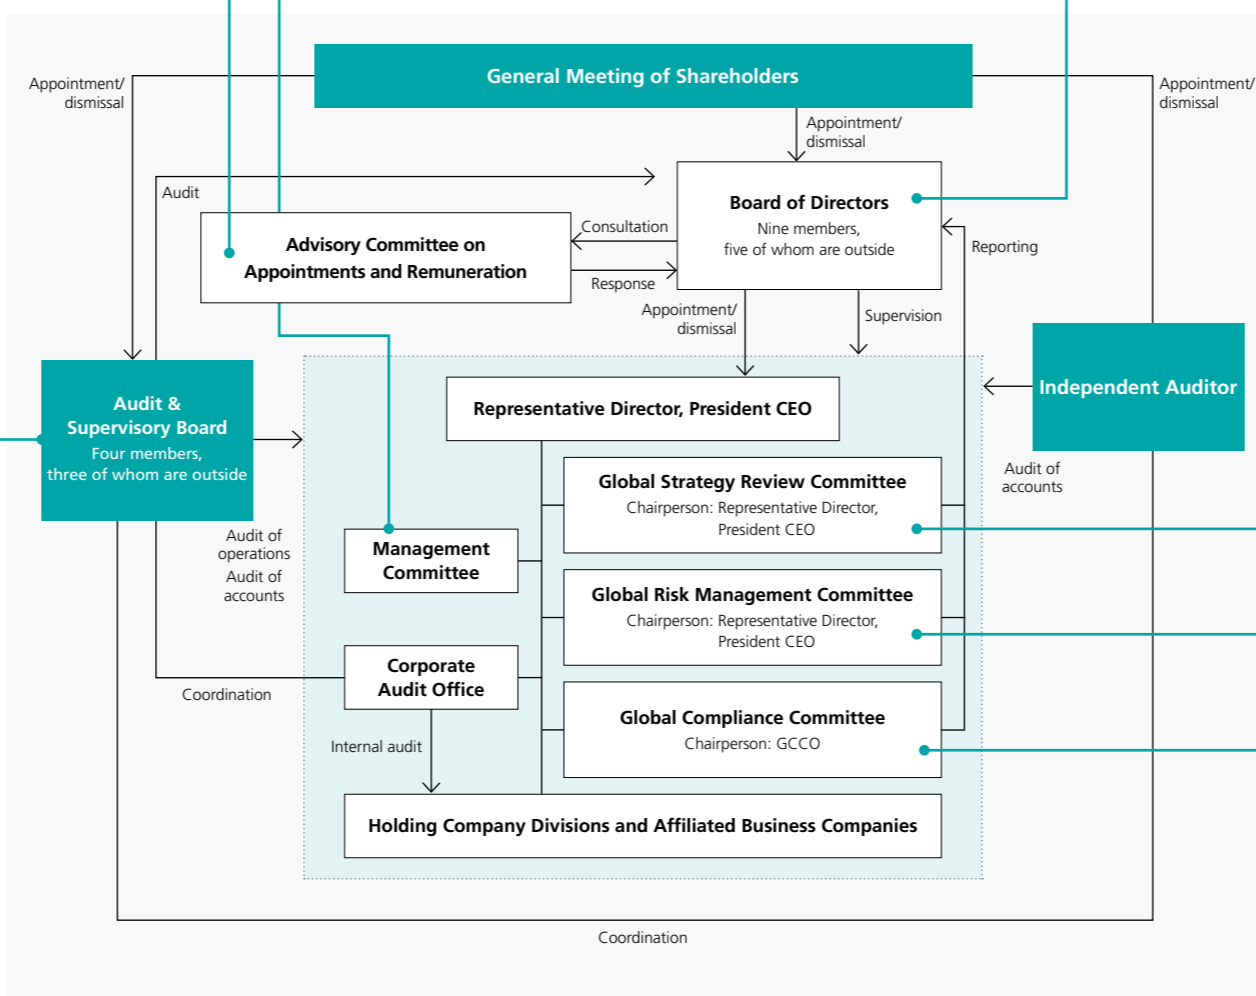 General Meeting of Shareholders
Appointment/
dismissal
Appointment/
dismissal
Appointment/
dismissal
Audit
Board of Directors
Nine members,
five of whom are outside
Consultation
Advisory Committee on
Appointments and Remuneration
Response
Reporting
Appointment/
dismissal
Supervision
Audit &
Supervisory Board
Four members,
three of whom are outside
Representative Director, President CEO
Independent Auditor
Audit of
accounts
Global Strategy Review Committee
Chairperson: Representative Director,
President CEO
Audit of
operations
Audit of
accounts
Management
Committee
Global Risk Management Committee
Chairperson: Representative Director,
President CEO
Corporate
Audit Office
Coordination
Global Compliance Committee
Chairperson: GCCO
Internal audit
Holding Company Divisions and Affiliated Business Companies
Coordination